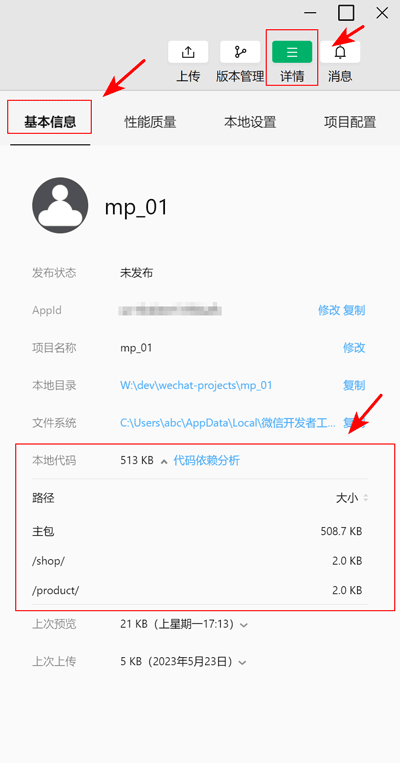 上传 版本管理 详情 消息
基本信息 性能质量 本地设置 项目配置
mp_01
发布状态 未发布
AppId 修改 复制
项目名称 mp_01 修改
本地目录 W:\dev\wechat-projects\mp_01 复制
文件系统 C:\Users\abc\AppData\Local\微信开发者工...
本地代码 513 KB 代码依赖分析
路径 大小
主包 508.7 KB
/shop/ 2.0 KB
/product/ 2.0 KB
上次预览 21 KB（上星期一17:13）
上次上传 5 KB（2023年5月23日）